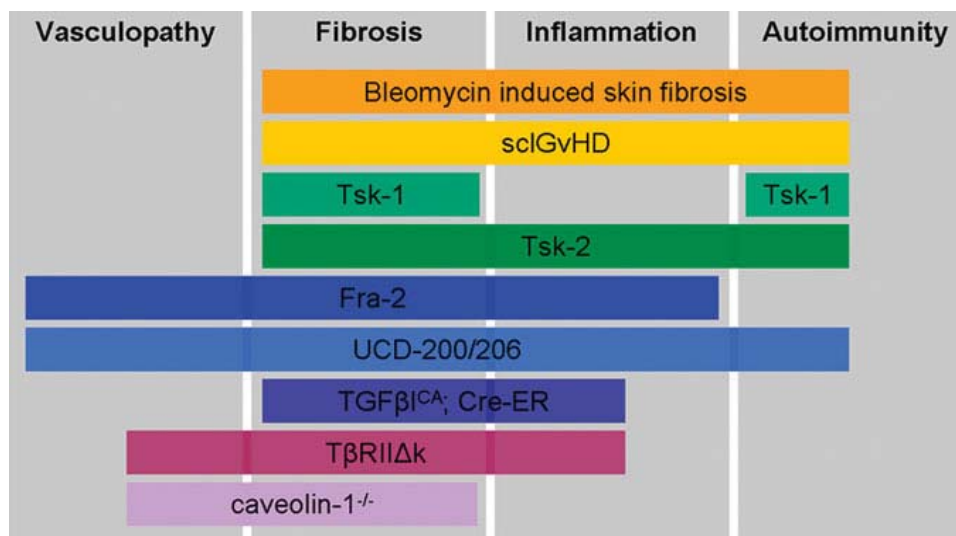 Vasculopathy Fibrosis Inflammation Autoimmunity
Bleomycin induced skin fibrosis
sclGvHD
Tsk-1 Tsk-1
Tsk-2
Fra-2
UCD-200/206
TGFβI^CA; Cre-ER
TβRIIΔk
caveolin-1^-/-